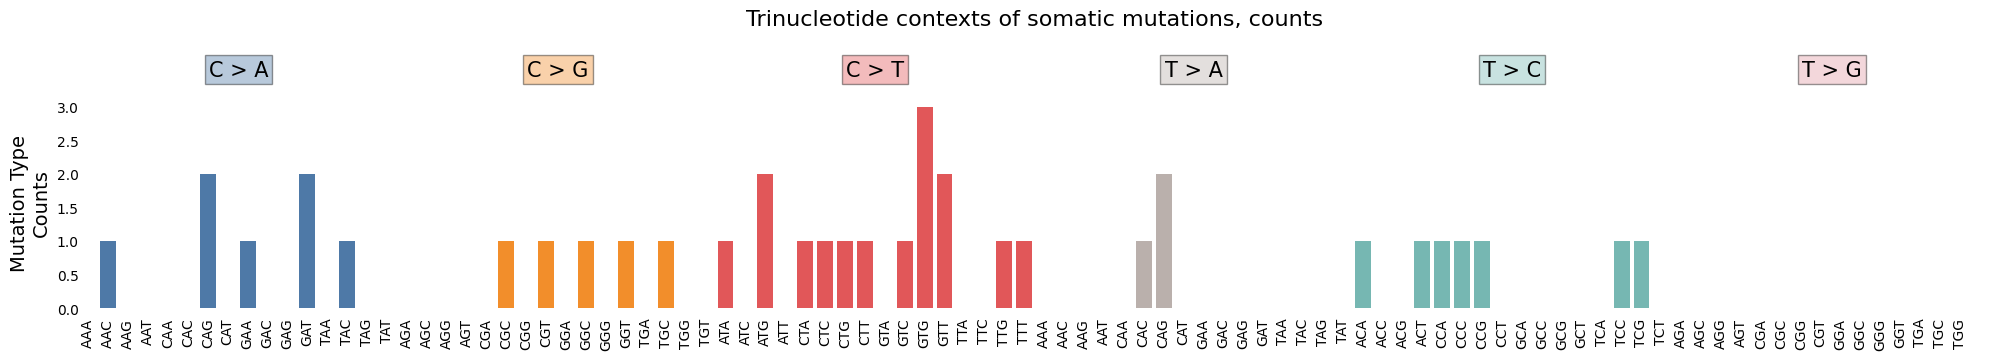 Trinucleotide contexts of somatic mutations, counts
C > A
C > G
C > T
T > A
T > C
T > G
Mutation Type
Counts
3.0
2.5
2.0
1.5
1.0
0.5
0.0
AAA
AAC
AAG
AAT
CAA
CAC
CAG
CAT
GAA
GAC
GAG
GAT
TAA
TAC
TAG
TAT
AGA
AGC
AGG
AGT
CGA
CGC
CGG
CGT
GGA
GGC
GGG
GGT
TGA
TGC
TGG
TGT
ATA
ATC
ATG
ATT
CTA
CTC
CTG
CTT
GTA
GTC
GTG
GTT
TTA
TTC
TTG
TTT
AAA
AAC
AAG
AAT
CAA
CAC
CAG
CAT
GAA
GAC
GAG
GAT
TAA
TAC
TAG
TAT
ACA
ACC
ACG
ACT
CCA
CCC
CCG
CCT
GCA
GCC
GCG
GCT
TCA
TCC
TCG
TCT
AGA
AGC
AGG
AGT
CGA
CGC
CGG
CGT
GGA
GGC
GGG
GGT
TGA
TGC
TGG